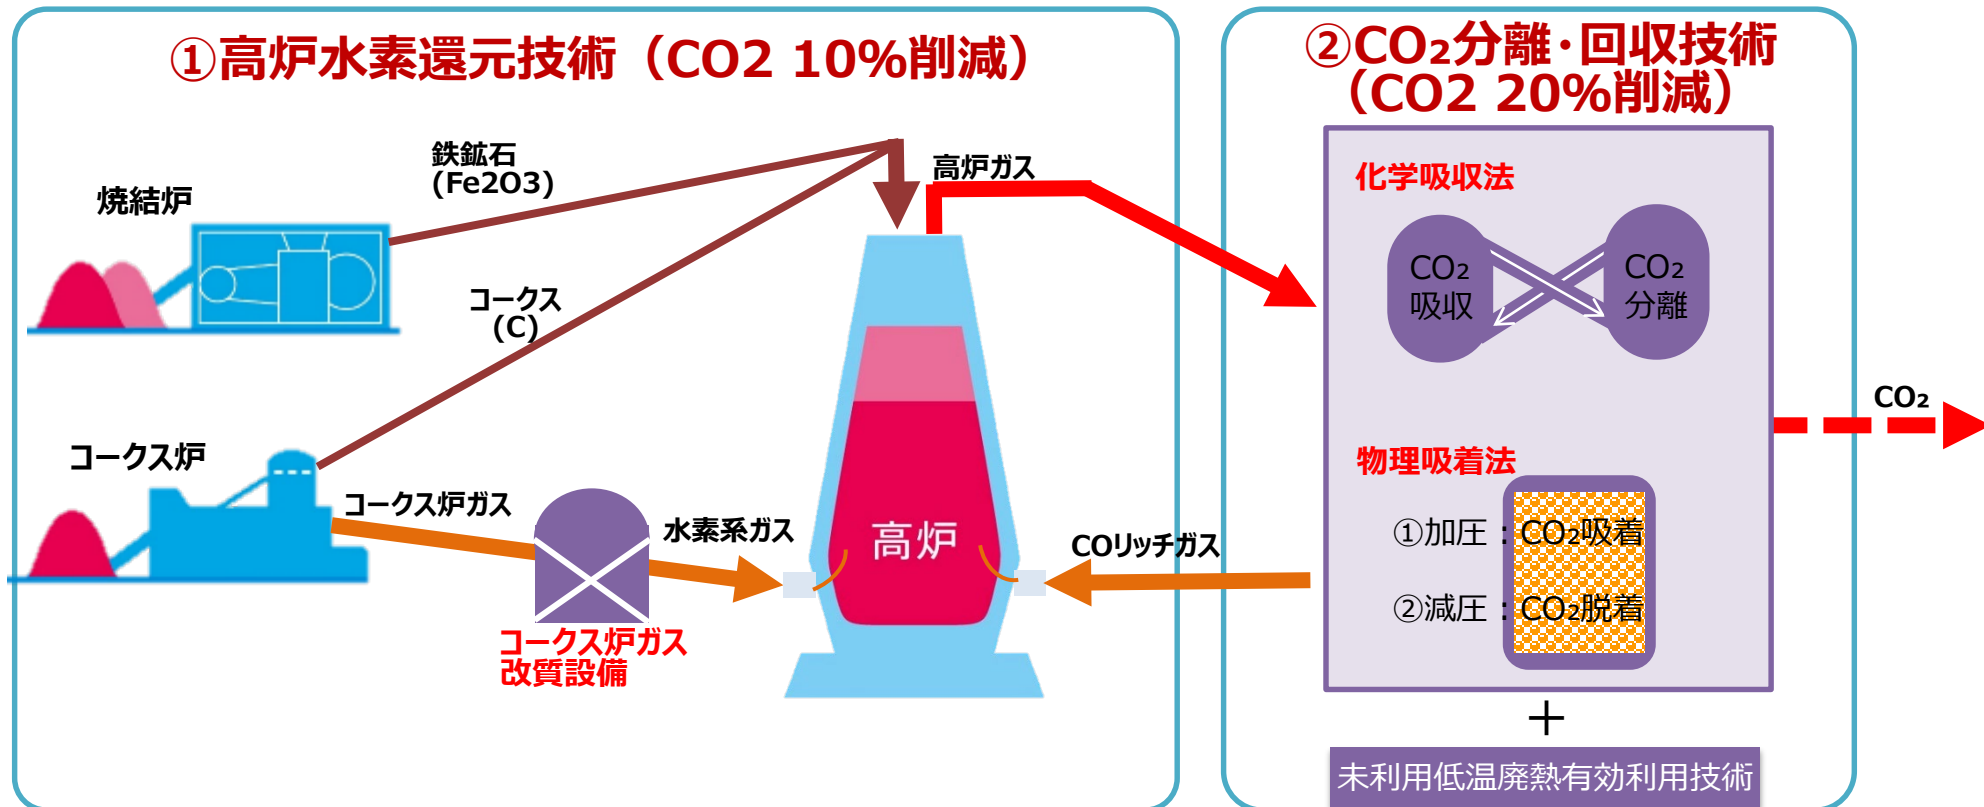 ①高炉水素還元技術（CO2 10%削減）
鉄鉱石
(Fe2O3)
焼結炉
コークス
(C)
高炉ガス
コークス炉
コークス炉ガス
水素系ガス
高炉
COリッチガス
コークス炉ガス
改質設備
②CO₂分離･回収技術
（CO2 20%削減）
化学吸収法
CO₂
吸収
CO₂
分離
物理吸着法
①加圧：CO₂吸着
②減圧：CO₂脱着
＋
未利用低温廃熱有効利用技術
CO₂